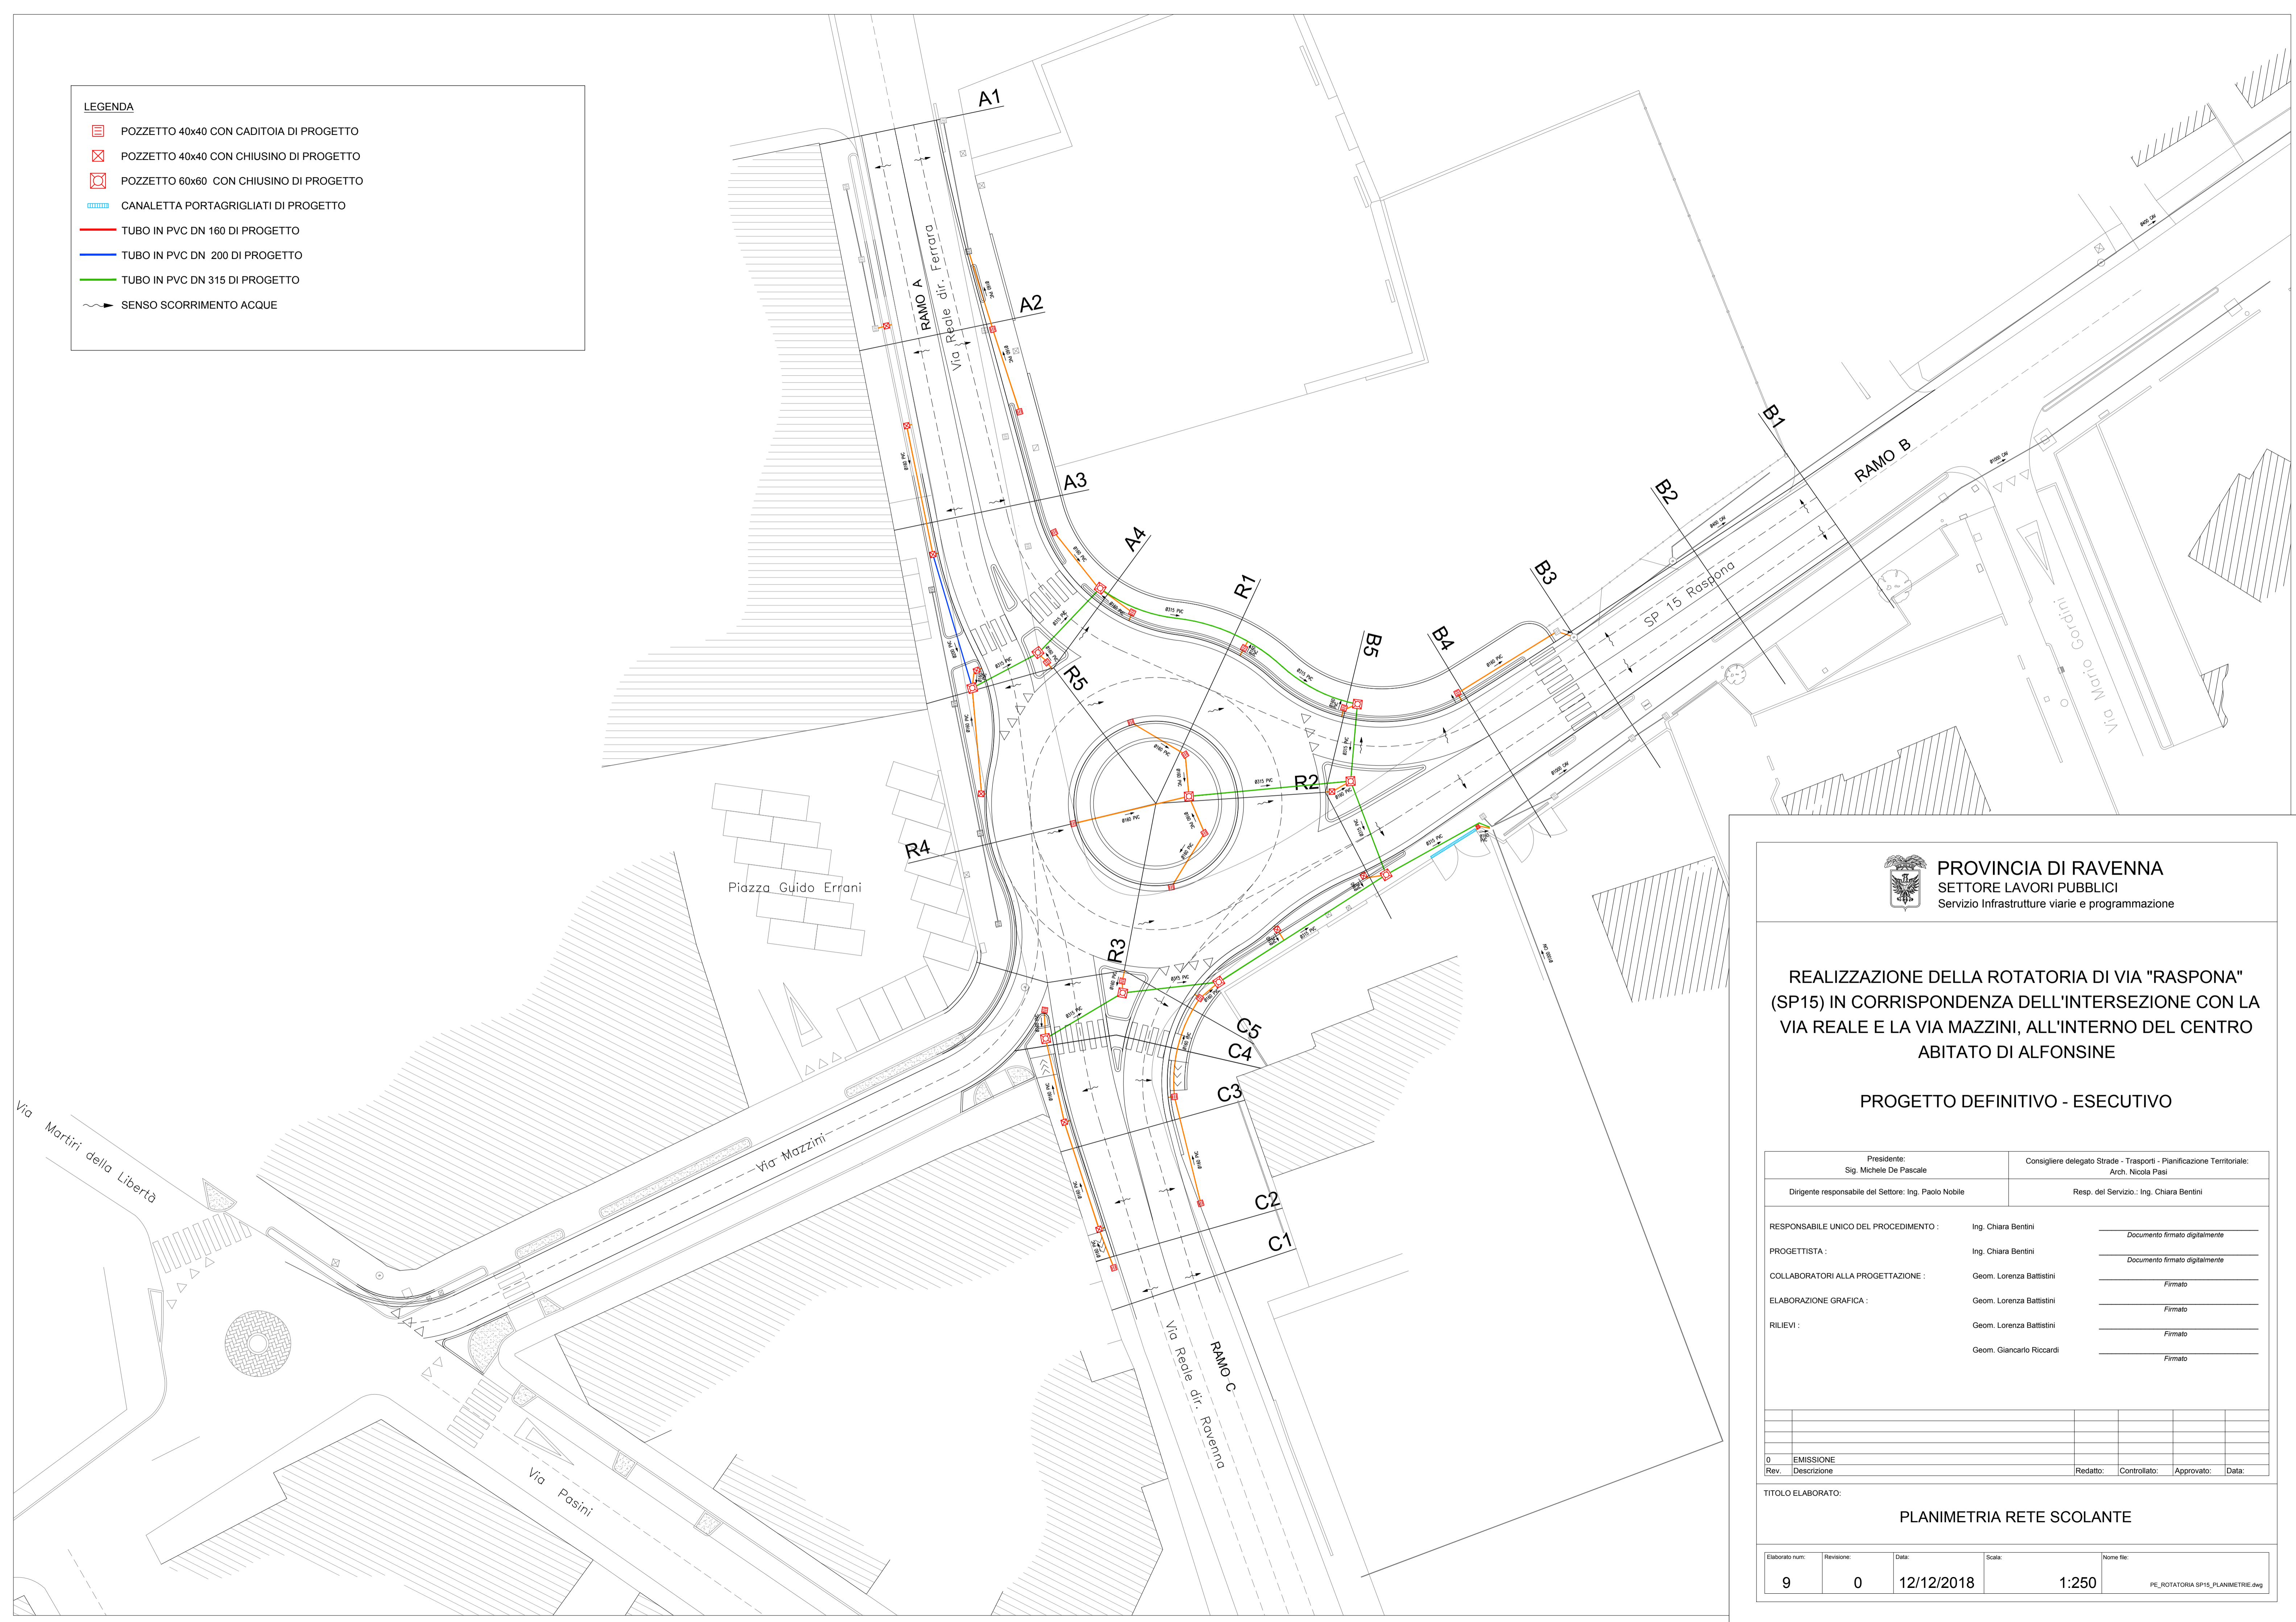 LEGENDA
POZZETTO 40x40 CON CADITOIA DI PROGETTO
POZZETTO 40x40 CON CHIUSINO DI PROGETTO
POZZETTO 60x60 CON CHIUSINO DI PROGETTO
CANALETTA PORTAGRIGLIATI DI PROGETTO
TUBO IN PVC DN 160 DI PROGETTO
TUBO IN PVC DN 200 DI PROGETTO
TUBO IN PVC DN 315 DI PROGETTO
SENSO SCORRIMENTO ACQUE
A1
A2
A3
A4
RAMO A
Via Reale dir. Ferrara
R1
R2
R3
R4
R5
B1
B2
B3
B4
B5
RAMO B
SP 15 Raspona
Via Mario Gordini
Piazza Guido Errani
C5
C4
C3
C2
C1
RAMO C
Via Reale dir. Ravenna
Via Mazzini
Via Martiri della Libertà
Via Pasini
PROVINCIA DI RAVENNA
SETTORE LAVORI PUBBLICI
Servizio Infrastrutture viarie e programmazione
REALIZZAZIONE DELLA ROTATORIA DI VIA "RASPONA"
(SP15) IN CORRISPONDENZA DELL'INTERSEZIONE CON LA
VIA REALE E LA VIA MAZZINI, ALL'INTERNO DEL CENTRO
ABITATO DI ALFONSINE
PROGETTO DEFINITIVO - ESECUTIVO
Presidente:
Sig. Michele De Pascale
Consigliere delegato Strade - Trasporti - Pianificazione Territoriale:
Arch. Nicola Pasi
Dirigente responsabile del Settore: Ing. Paolo Nobile
Resp. del Servizio.: Ing. Chiara Bentini
RESPONSABILE UNICO DEL PROCEDIMENTO : Ing. Chiara Bentini
Documento firmato digitalmente
PROGETTISTA : Ing. Chiara Bentini
Documento firmato digitalmente
COLLABORATORI ALLA PROGETTAZIONE : Geom. Lorenza Battistini
Firmato
ELABORAZIONE GRAFICA : Geom. Lorenza Battistini
Firmato
RILIEVI : Geom. Lorenza Battistini
Firmato
Geom. Giancarlo Riccardi
Firmato
0 EMISSIONE
Rev. Descrizione Redatto: Controllato: Approvato: Data:
TITOLO ELABORATO:
PLANIMETRIA RETE SCOLANTE
Elaborato num: Revisione: Data: Scala: Nome file:
9 0 12/12/2018 1:250 PE_ROTATORIA SP15_PLANIMETRIE.dwg